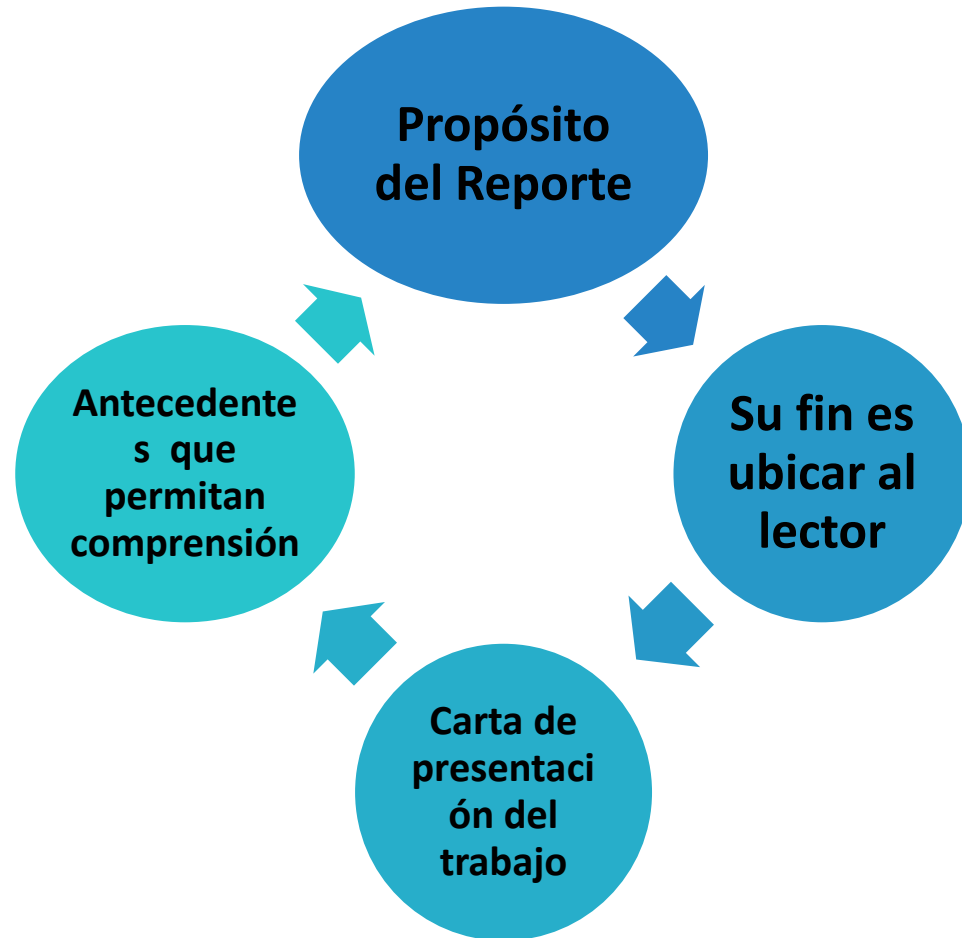 Propósito
del Reporte
Su fin es
ubicar al
lector
Carta de
presentaci
ón del
trabajo
Antecedente
s que
permitan
comprensión